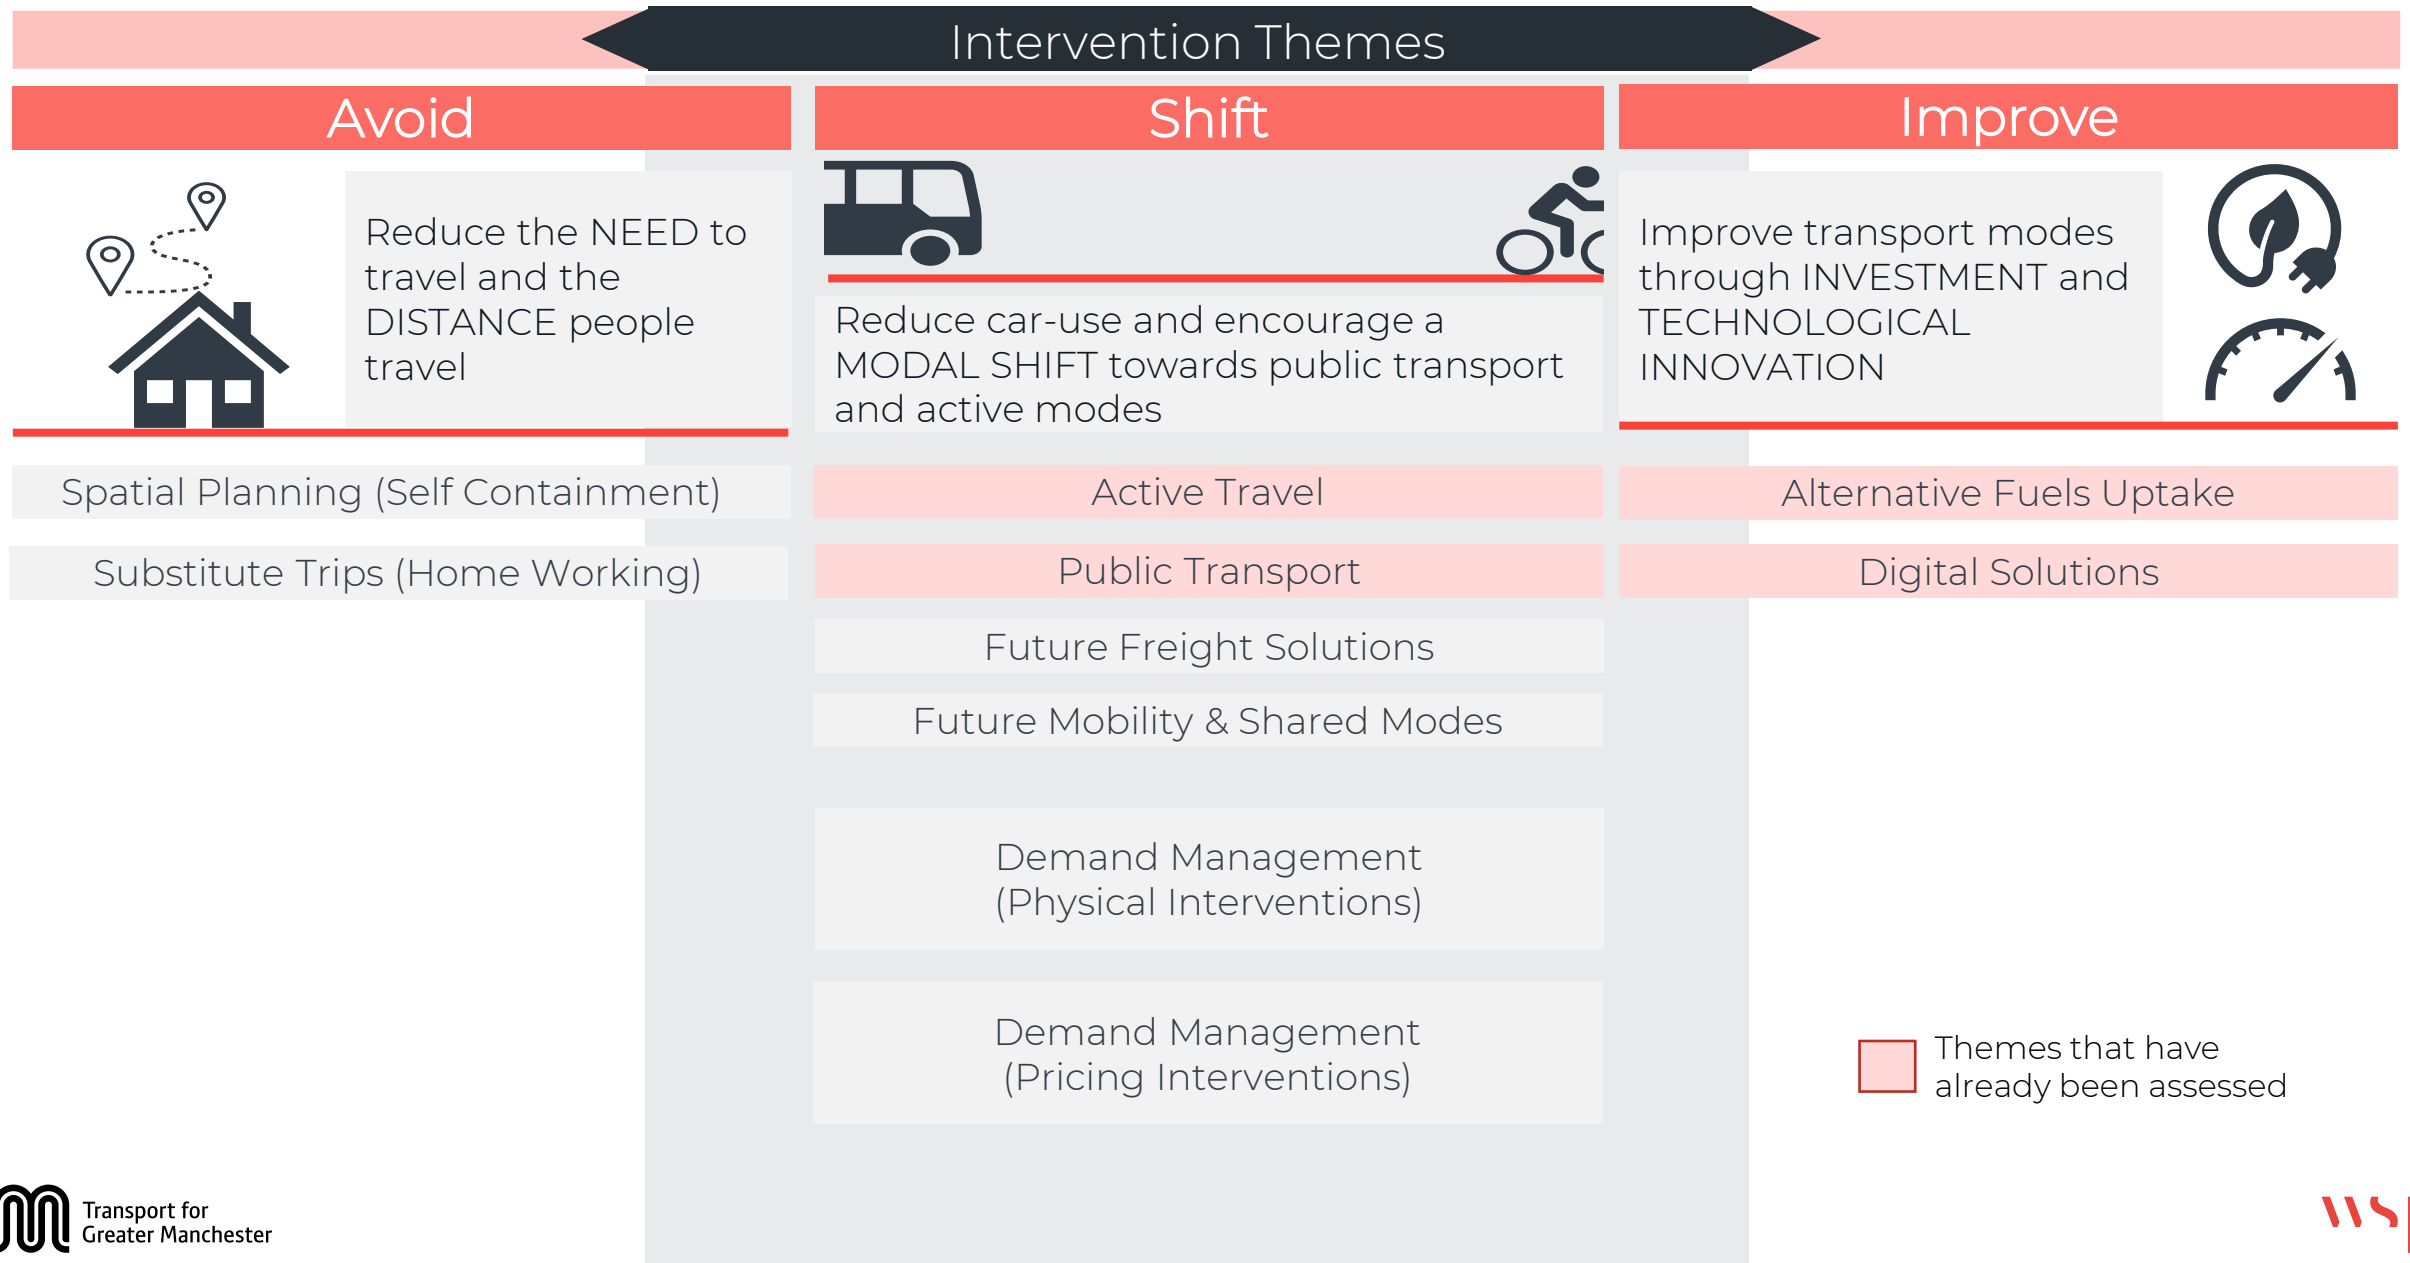 Intervention Themes
Avoid
Reduce the NEED to
travel and the
DISTANCE people
travel
Spatial Planning (Self Containment)
Substitute Trips (Home Working)
Shift
Reduce car-use and encourage a
MODAL SHIFT towards public transport
and active modes
Active Travel
Public Transport
Future Freight Solutions
Future Mobility & Shared Modes
Demand Management
(Physical Interventions)
Demand Management
(Pricing Interventions)
Improve
Improve transport modes
through INVESTMENT and
TECHNOLOGICAL
INNOVATION
Alternative Fuels Uptake
Digital Solutions
Themes that have
already been assessed
Transport for
Greater Manchester
wsp